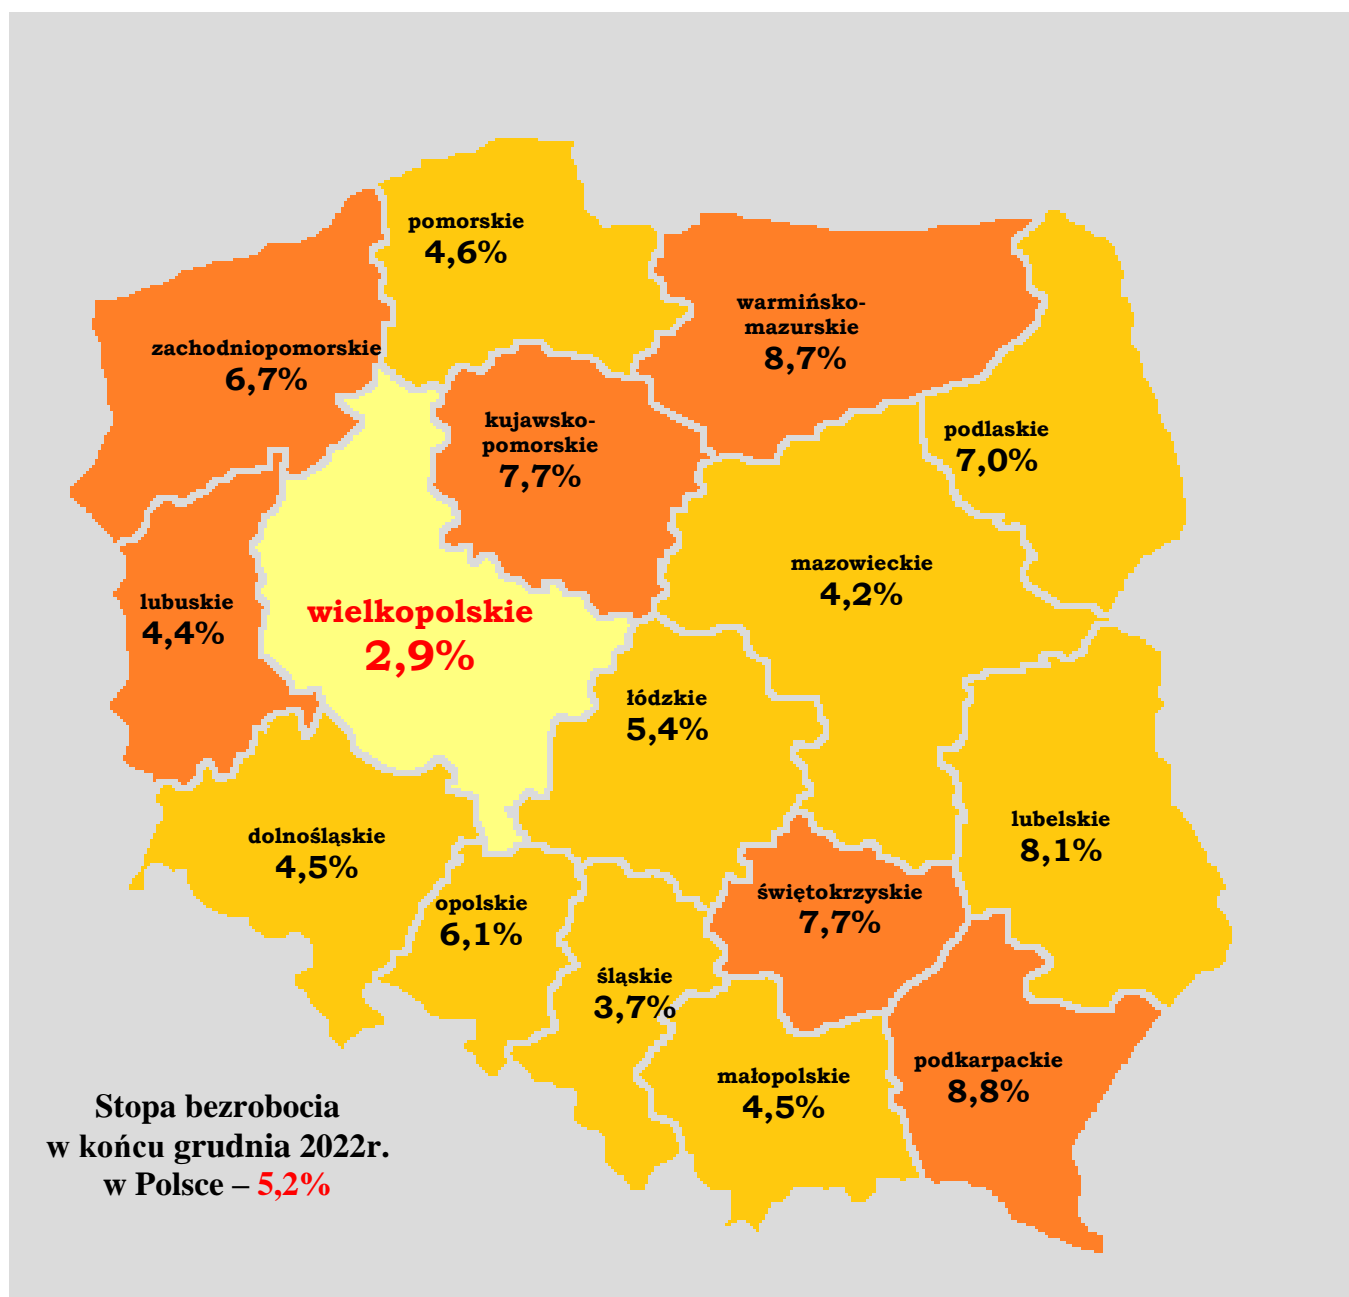 pomorskie
4,6%
warmińsko-
mazurskie
8,7%
zachodniopomorskie
6,7%
kujawsko-
pomorskie
7,7%
podlaskie
7,0%
mazowieckie
4,2%
lubuskie
4,4%
wielkopolskie
2,9%
łódzkie
5,4%
dolnośląskie
4,5%
lubelskie
8,1%
opolskie
6,1%
świętokrzyskie
7,7%
śląskie
3,7%
małopolskie
4,5%
podkarpackie
8,8%
Stopa bezrobocia
w końcu grudnia 2022r.
w Polsce – 5,2%